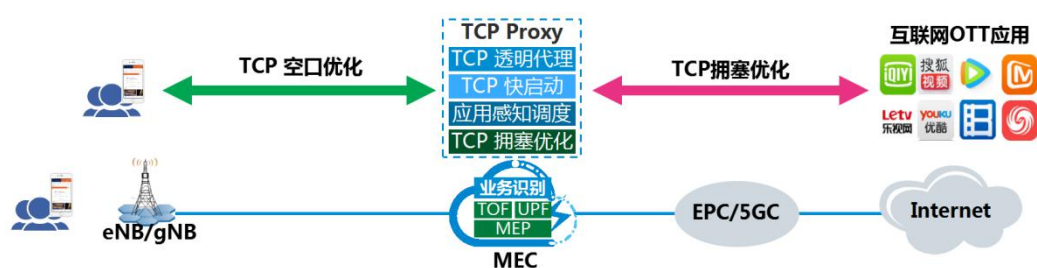 TCP Proxy
互联网OTT应用
TCP 空口优化
TCP 透明代理
TCP拥塞优化
TCP 快启动
应用感知调度
TCP 拥塞优化
iQIY
搜狐
视频
Letv
乐视网
YOUKU
优酷
业务识别
TOF UPF
MEP
MEC
eNB/gNB
EPC/5GC
Internet